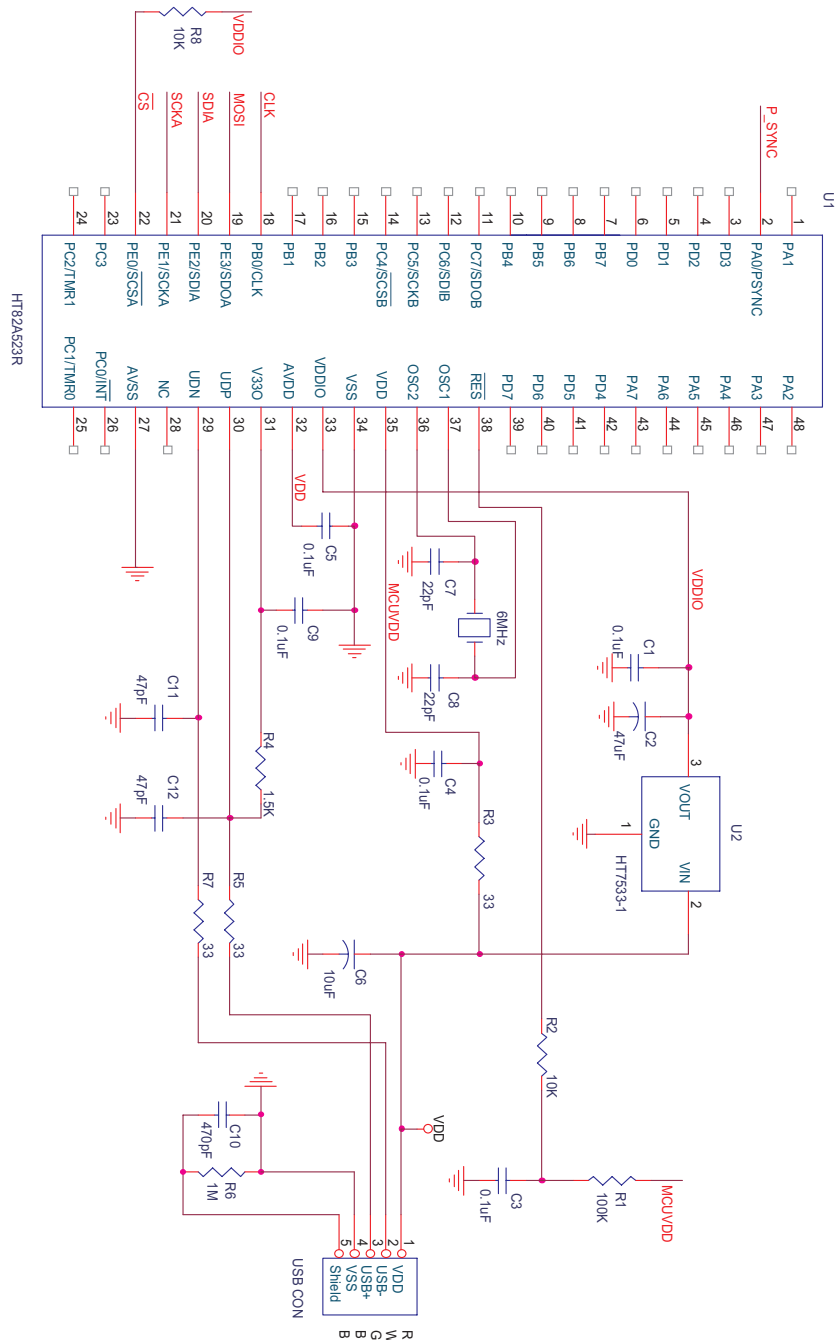 U1
HT82A523R
P_SYNC
CLK
MOSI
SDIA
SCKA
CS
VDDIO
R8
10K
1 PA1
2 PA0/PSYNC
3 PD3
4 PD2
5 PD1
6 PD0
7 PB7
8 PB6
9 PB5
10 PB4
11 PC7/SDOB
12 PC6/SDIB
13 PC5/SCKB
14 PC4/SCSB
15 PB3
16 PB2
17 PB1
18 PB0/CLK
19 PE3/SDOA
20 PE2/SDIA
21 PE1/SCKA
22 PE0/SCSA
23 PC3
24 PC2/TMR1
PA2 48
PA3 47
PA4 46
PA5 45
PA6 44
PA7 43
PD4 42
PD5 41
PD6 40
PD7 39
RES 38
OSC1 37
OSC2 36
VDD 35
VSS 34
VDDIO 33
AVDD 32
V33O 31
UDP 30
UDN 29
NC 28
AVSS 27
PC0/INT 26
PC1/TMR0 25
VDDIO
C1
0.1uF
C2
47uF
U2
HT7533-1
3 VOUT
1 GND
VIN 2
VDD
C5
0.1uF
C9
0.1uF
MCUVDD
C7
22pF
6MHz
C8
22pF
C4
0.1uF
R3
33
C6
10uF
R4
1.5K
C11
47pF
C12
47pF
R5
33
R7
33
R2
10K
R1
100K
MCUVDD
C3
0.1uF
VDD
C10
470pF
R6
1M
1 VDD R
2 USB- W
3 USB+ G
4 VSS B
5 Shield B
USB CON